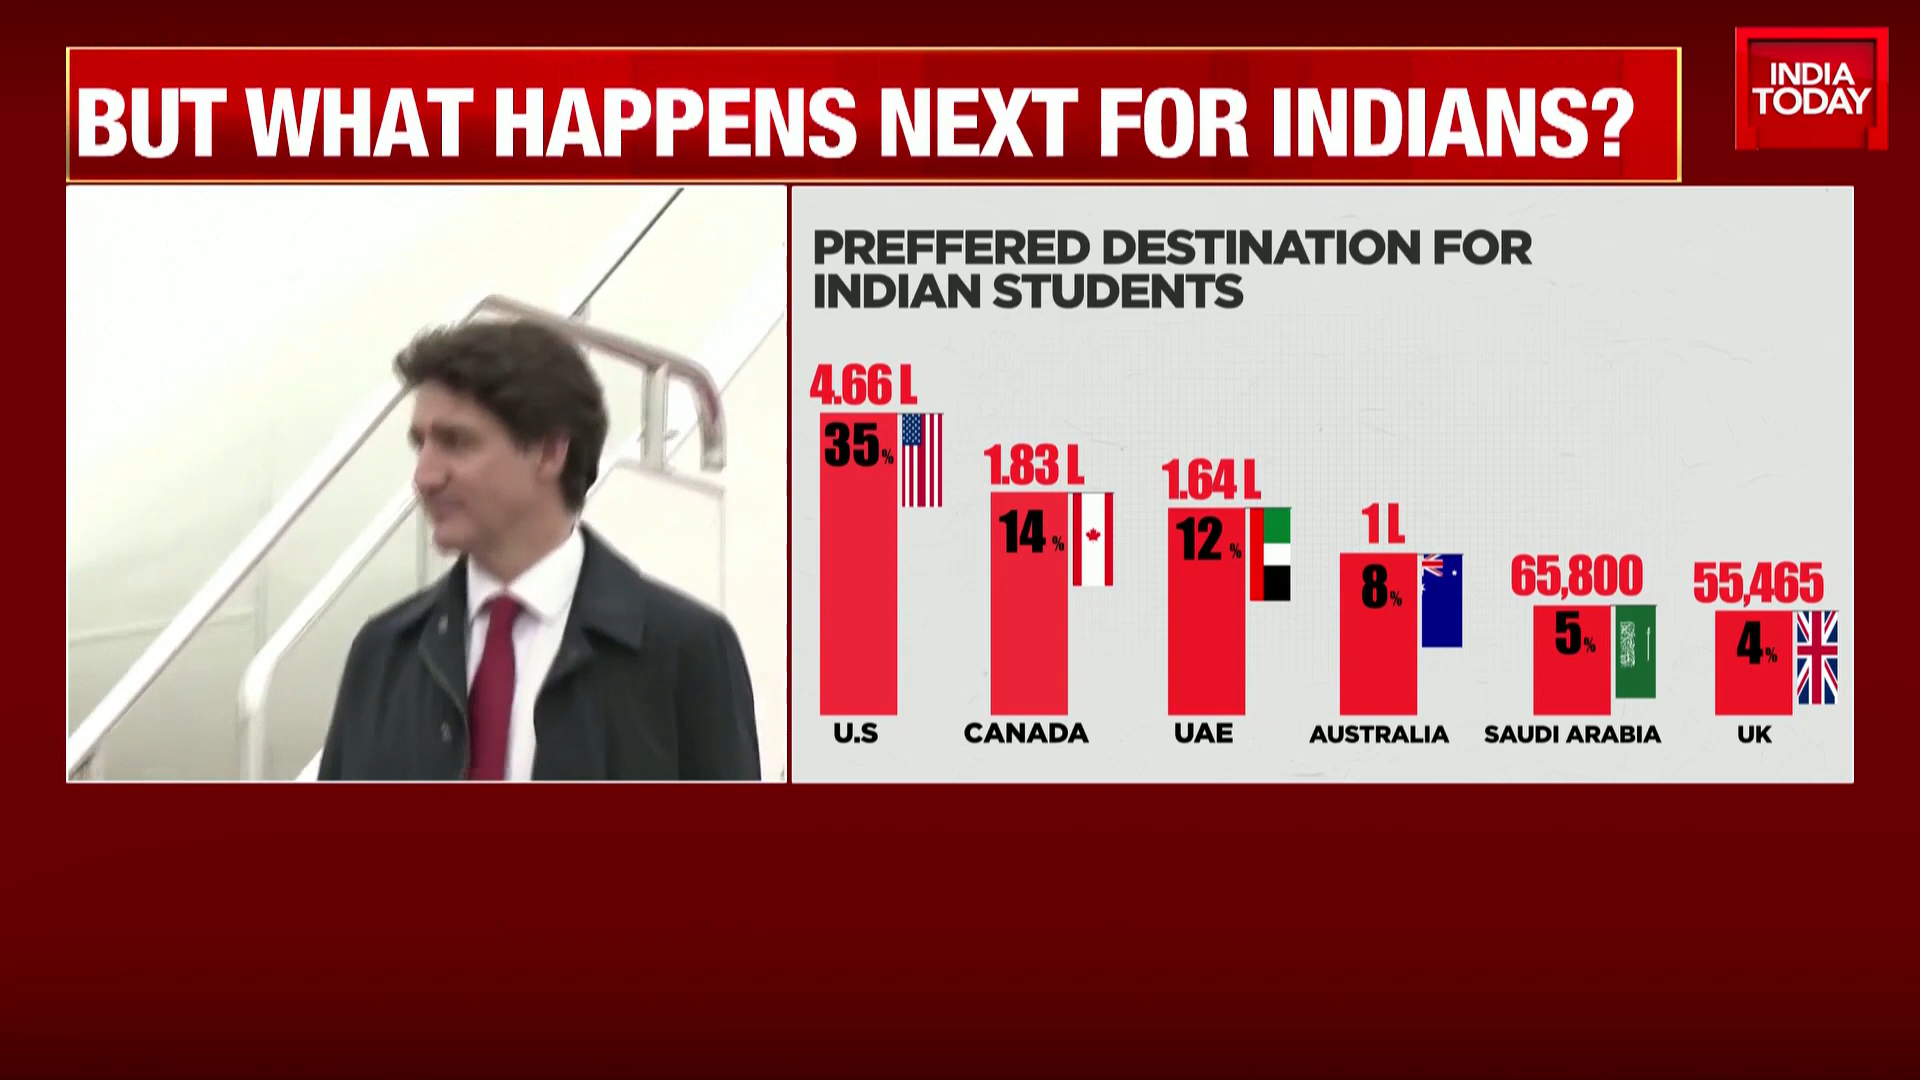 BUT WHAT HAPPENS NEXT FOR INDIANS?
INDIA
TODAY
PREFFERED DESTINATION FOR
INDIAN STUDENTS
4.66 L
35%
U.S
1.83 L
14%
CANADA
1.64 L
12%
UAE
1 L
8%
AUSTRALIA
65,800
5%
SAUDI ARABIA
55,465
4%
UK